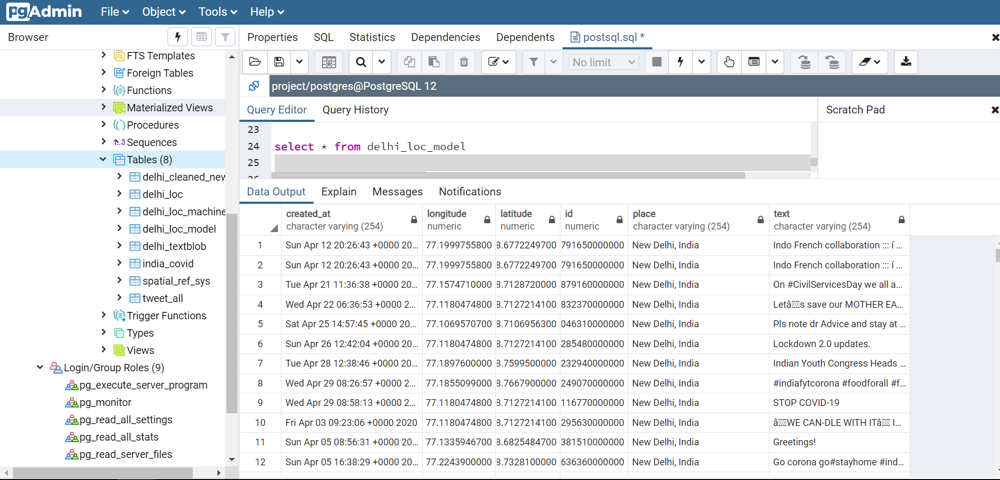 pgAdmin File Object Tools Help
Browser
Properties SQL Statistics Dependencies Dependents postsql.sql *
FTS Templates
Foreign Tables
Functions
Materialized Views
Procedures
1..3 Sequences
Tables (8)
delhi_cleaned_new
delhi_loc
delhi_loc_machine
delhi_loc_model
delhi_textblob
india_covid
spatial_ref_sys
tweet_all
Trigger Functions
Types
Views
Login/Group Roles (9)
pg_execute_server_program
pg_monitor
pg_read_all_settings
pg_read_all_stats
pg_read_server_files
No limit
project/postgres@PostgreSQL 12
Query Editor Query History
Scratch Pad
23
24 select * from delhi_loc_model
25
Data Output Explain Messages Notifications
created_at longitude latitude id place text
character varying (254) numeric numeric numeric character varying (254) character varying (254)
1 Sun Apr 12 20:26:43 +0000 20... 77.1999755800 8.6772249700 791650000000 New Delhi, India Indo French collaboration ::: í ...
2 Sun Apr 12 20:26:43 +0000 20... 77.1999755800 8.6772249700 791650000000 New Delhi, India Indo French collaboration ::: í ...
3 Tue Apr 21 11:36:38 +0000 20... 77.1574710000 8.7128720000 879160000000 New Delhi, India On #CivilServicesDay we all a...
4 Wed Apr 22 06:36:53 +0000 2... 77.1180474800 8.7127214100 832370000000 New Delhi, India Letâs save our MOTHER EA...
5 Sat Apr 25 14:57:45 +0000 20... 77.1069570700 8.7106956300 046310000000 New Delhi, India Pls note dr Advice and stay at ...
6 Sun Apr 26 12:42:04 +0000 20... 77.1180474800 8.7127214100 285480000000 New Delhi, India Lockdown 2.0 updates.
7 Tue Apr 28 12:38:46 +0000 20... 77.1897600000 8.7599500000 232940000000 New Delhi, India Indian Youth Congress Heads ...
8 Wed Apr 29 08:26:57 +0000 2... 77.1855099000 8.7667900000 249070000000 New Delhi, India #indiafytcorona #foodforall #f...
9 Wed Apr 29 08:58:13 +0000 2... 77.1180474800 8.7127214100 116770000000 New Delhi, India STOP COVID-19
10 Fri Apr 03 09:23:06 +0000 2020 77.1180474800 8.7127214100 295630000000 New Delhi, India âWE CAN-DLE WITH ITâ I...
11 Sun Apr 05 08:56:31 +0000 20... 77.1335946700 8.6825484700 381510000000 New Delhi, India Greetings!
12 Sun Apr 05 16:38:29 +0000 20... 77.2243900000 8.7328100000 636360000000 New Delhi, India Go corona go#stayhome #ind...